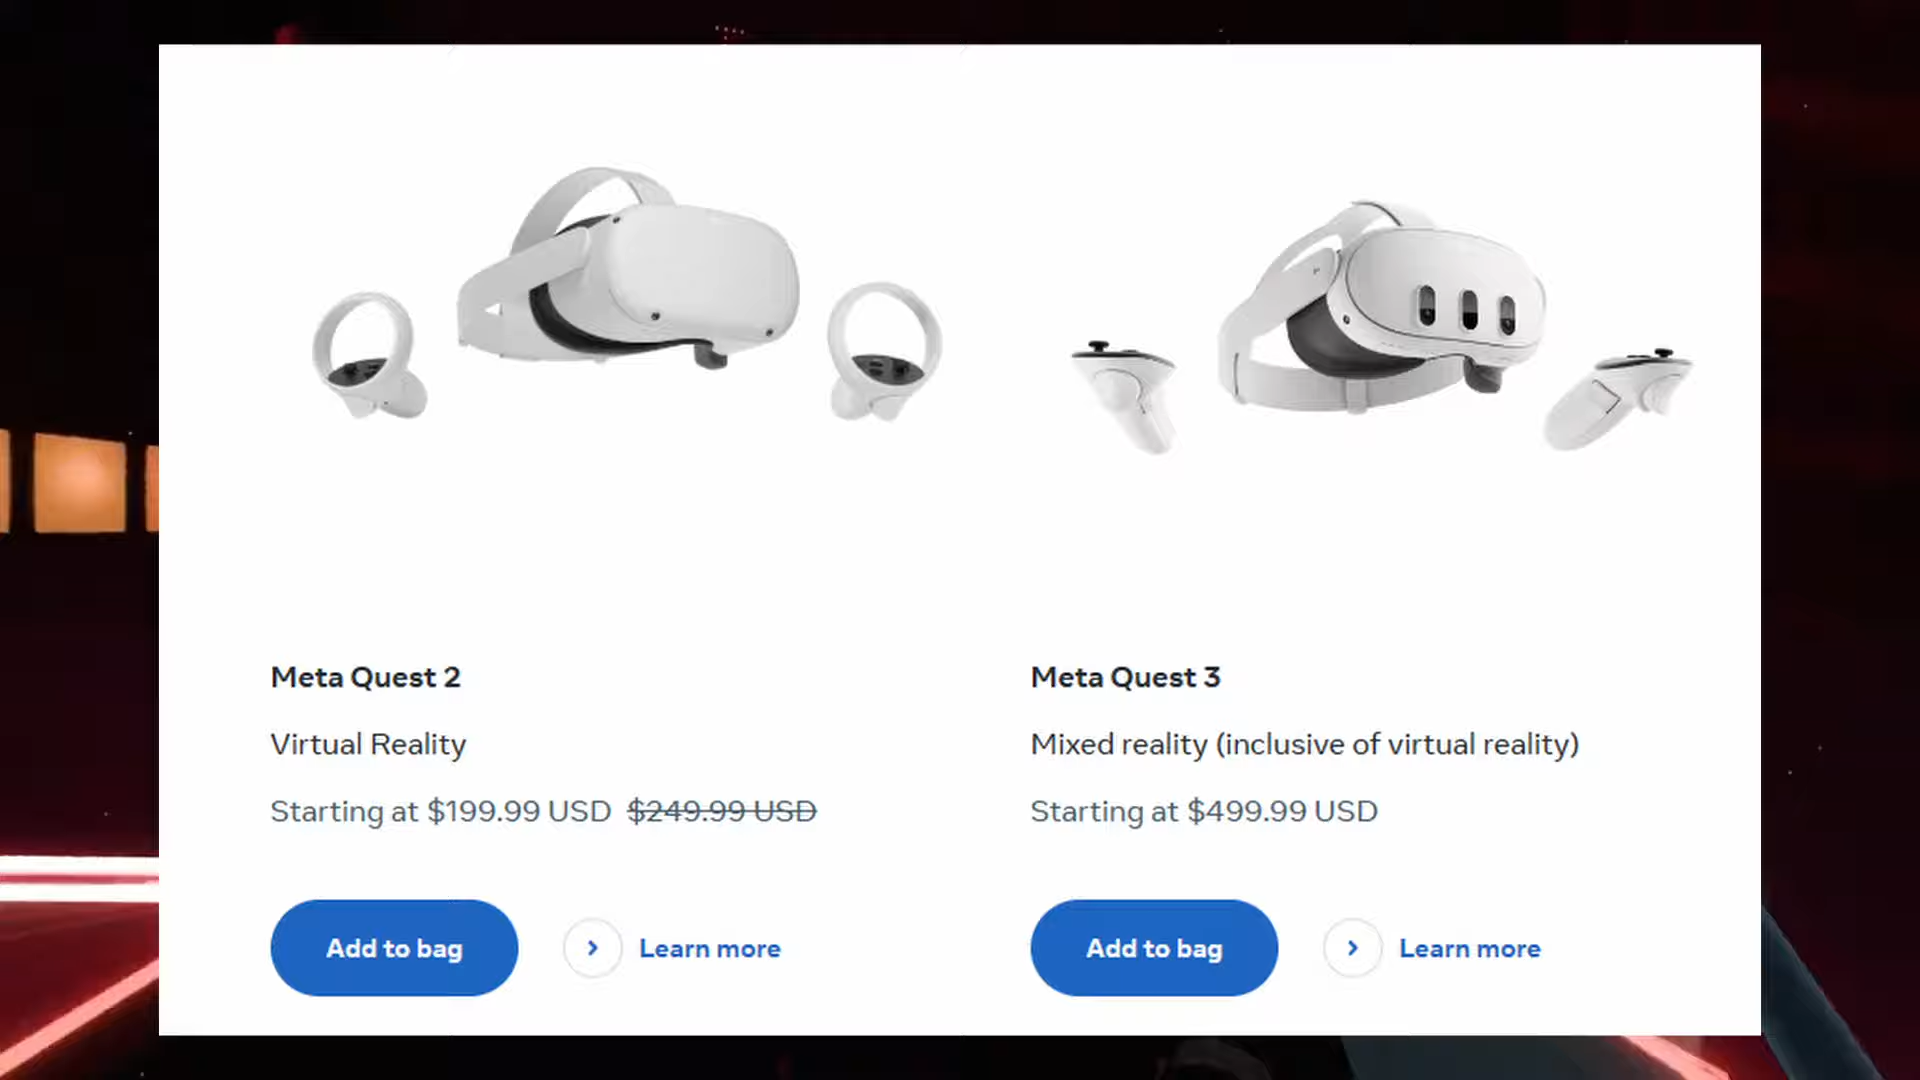 Meta Quest 2
Virtual Reality
Starting at $199.99 USD $249.99 USD
Add to bag
Learn more
Meta Quest 3
Mixed reality (inclusive of virtual reality)
Starting at $499.99 USD
Add to bag
Learn more